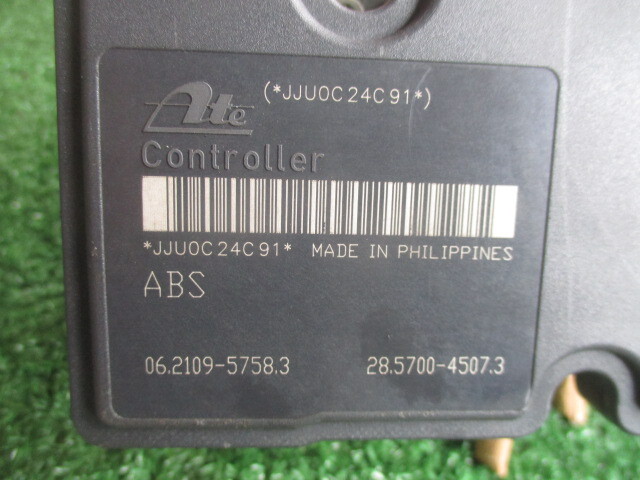 Ate (*JJU0C24C91*)
Controller
*JJU0C24C91* MADE IN PHILIPPINES
ABS
06.2109-5758.3 28.5700-4507.3